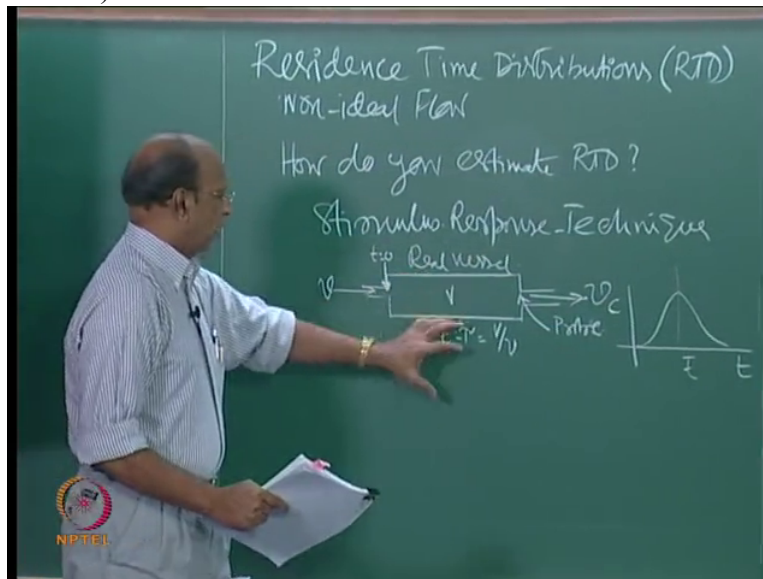 Residence Time Distributions (RTD)
Non-ideal Flow
How do you estimate RTD?
Stimulus Response Technique
t=0 Real vessel
v V v C
Probe
= V/v t̄ t
NPTEL